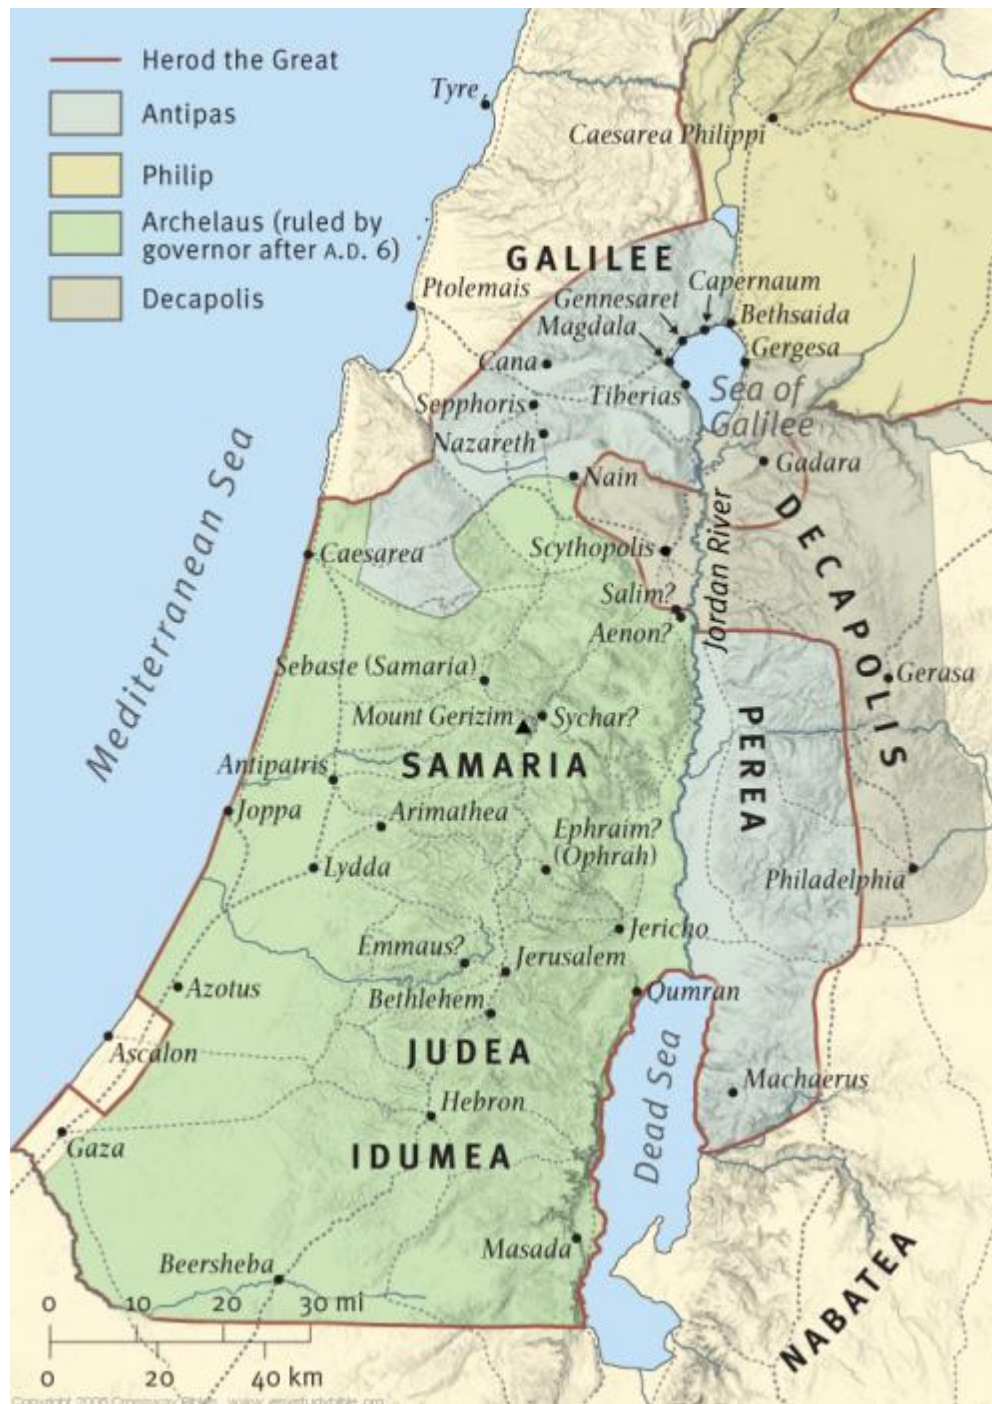 Herod the Great
Antipas
Philip
Archelaus (ruled by
governor after A.D. 6)
Decapolis
Tyre
Caesarea Philippi
GALILEE
Ptolemais
Capernaum
Gennesaret
Magdala
Bethsaida
Gergesa
Cana
Tiberias
Sea of
Galilee
Sepphoris
Nazareth
Nain
Gadara
Mediterranean Sea
Jordan River
DECAPOLIS
Caesarea
Scythopolis
Salim?
Aenon?
Sebaste (Samaria)
Gerasa
Mount Gerizim
Sychar?
PEREA
SAMARIA
Antipatris
Joppa
Arimathea
Ephraim?
(Ophrah)
Lydda
Philadelphia
Jericho
Emmaus?
Jerusalem
Azotus
Bethlehem
Qumran
Ascalon
JUDEA
Dead Sea
Machaerus
Hebron
Gaza
IDUMEA
Masada
Beersheba
NABATEA
0 10 20 30 mi
0 20 40 km